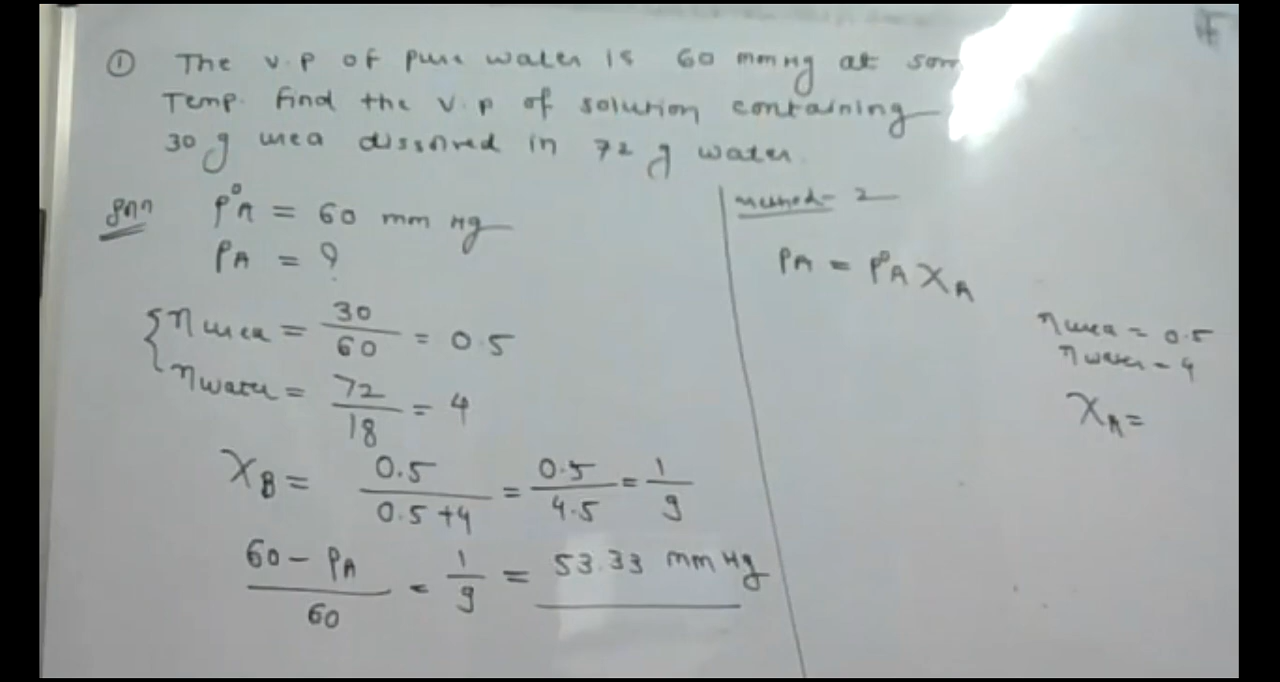 ① The v.p of pure water is 60 mmHg at som
Temp. find the v.p of solution containing
30 g urea dissolved in 72 g water.
Soln P°A = 60 mm Hg
PA = ?
n urea = 30/60 = 0.5
n water = 72/18 = 4
XB = 0.5/(0.5+4) = 0.5/4.5 = 1/9
(60 - PA)/60 = 1/9 = 53.33 mm Hg
Method - 2
PA = P°A XA
n urea = 0.5
n water = 4
XA =